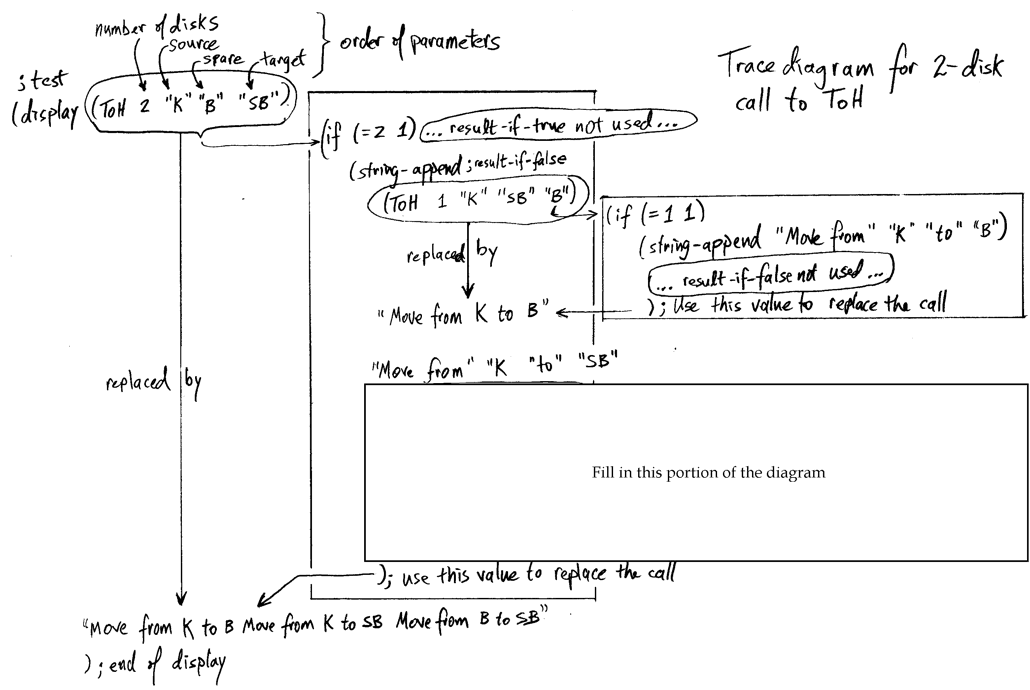 number of disks
source
spare target
order of parameters
;test
(display (ToH 2 "K" "B" "SB")
Trace diagram for 2-disk
call to ToH
(if (= 2 1) ... result-if-true not used ...
(string-append ;result-if-false
(ToH 1 "K" "SB" "B")
(if (= 1 1)
(string-append "Move from" "K" "to" "B")
... result-if-false not used ...
); Use this value to replace the call
replaced by
"Move from K to B"
"Move from" "K "to" "SB"
replaced by
Fill in this portion of the diagram
); use this value to replace the call
"Move from K to B Move from K to SB Move from B to SB"
); end of display